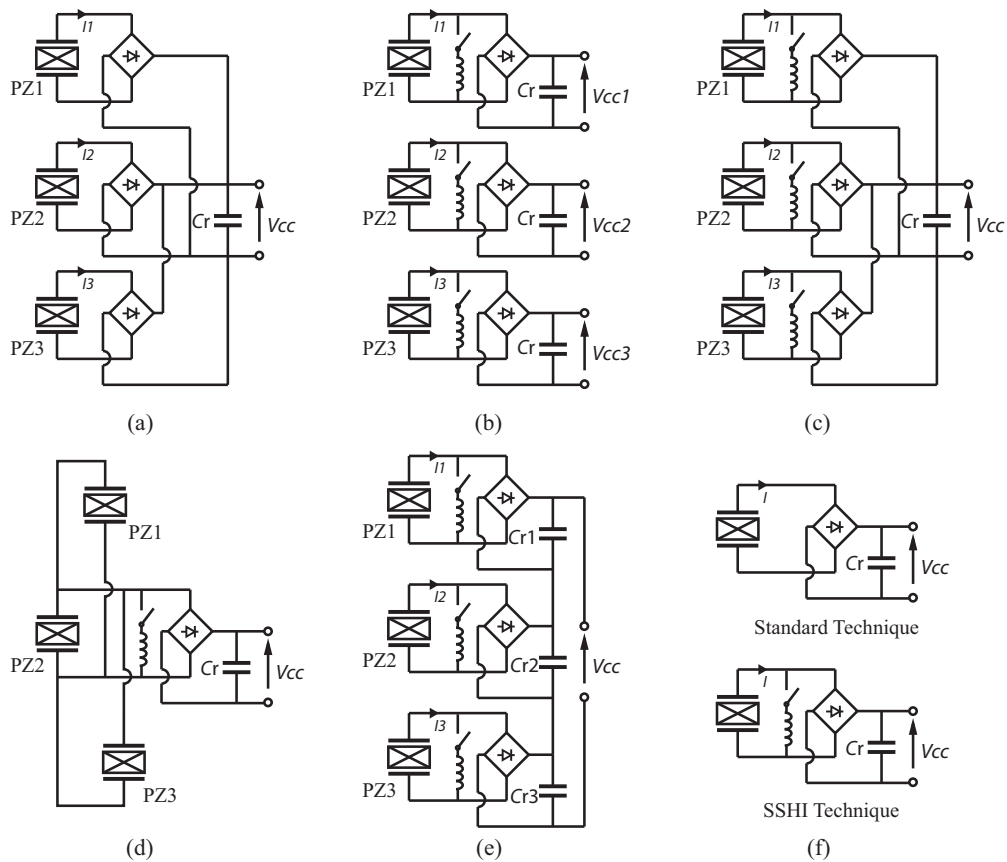 I1
PZ1
I2
PZ2
Cr
Vcc
I3
PZ3
(a)
I1
PZ1
Cr
Vcc1
I2
PZ2
Cr
Vcc2
I3
PZ3
Cr
Vcc3
(b)
I1
PZ1
I2
PZ2
Cr
Vcc
I3
PZ3
(c)
PZ1
PZ2
Cr
Vcc
PZ3
(d)
I1
PZ1
Cr1
I2
PZ2
Cr2
Vcc
I3
PZ3
Cr3
(e)
I
Cr
Vcc
Standard Technique
I
Cr
Vcc
SSHI Technique
(f)